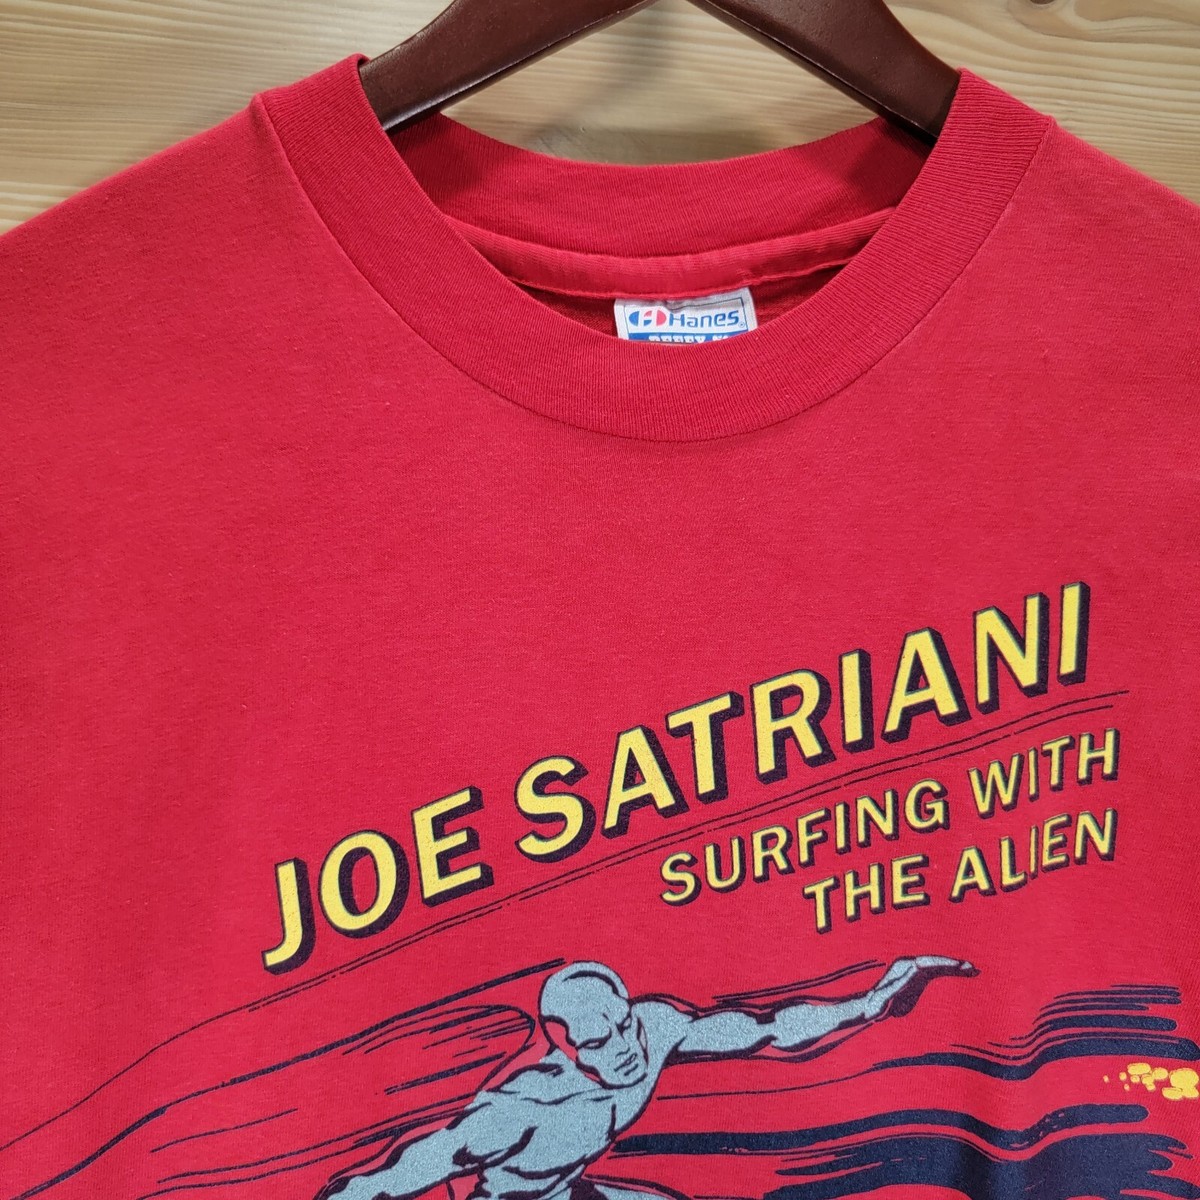 Hanes
JOE SATRIANI
SURFING WITH
THE ALIEN